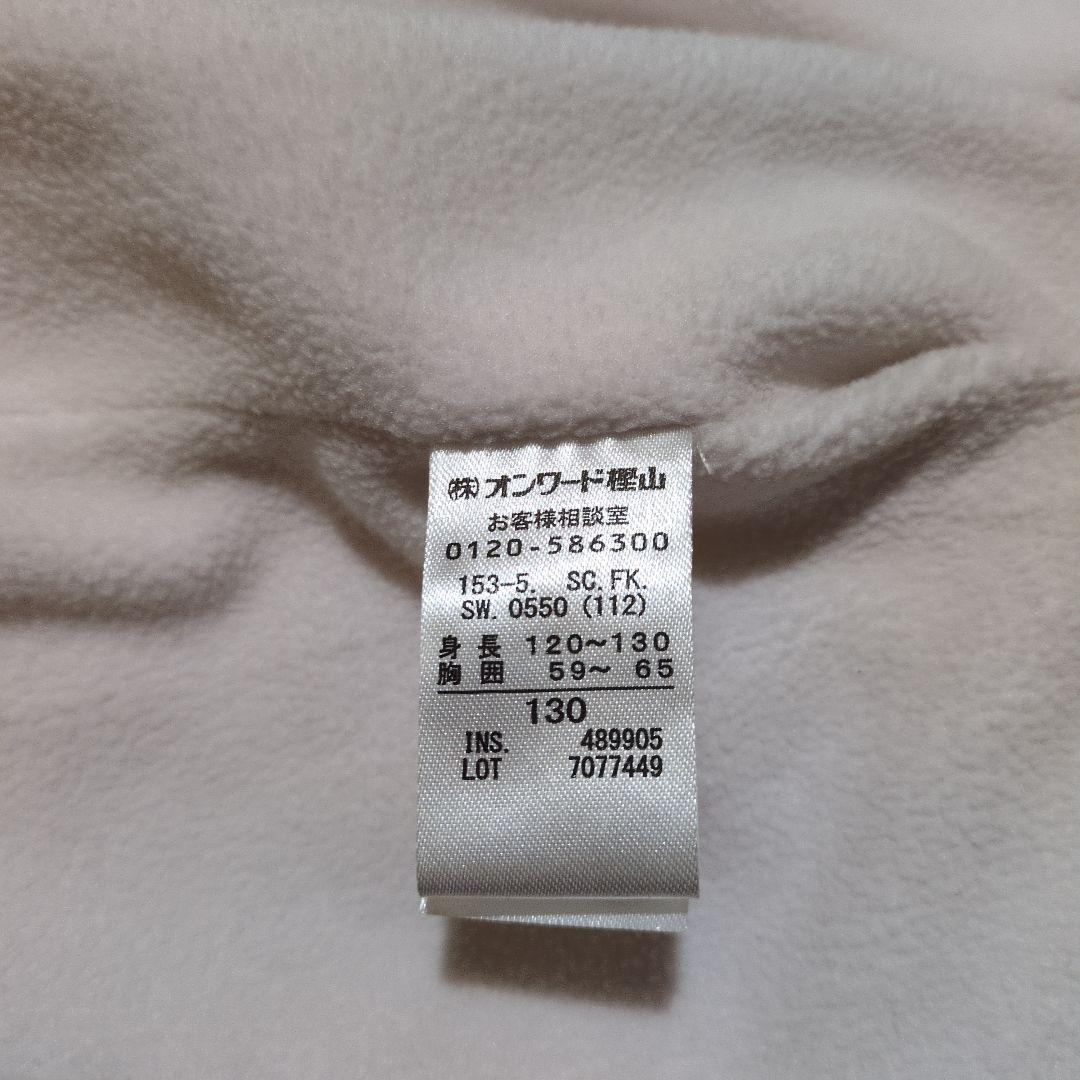 ㈱オンワード樫山
お客様相談室
0120-586300
153-5. SC.FK.
SW. 0550 (112)
身長 120〜130
胸囲 59〜 65
130
INS. 489905
LOT 7077449